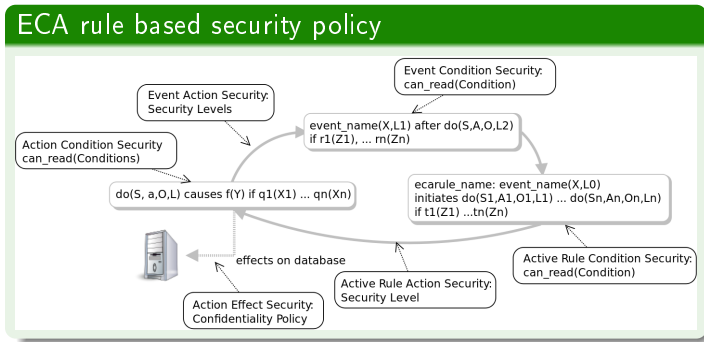 ECA rule based security policy
Event Condition Security:
can_read(Condition)
Event Action Security:
Security Levels
event_name(X,L1) after do(S,A,O,L2)
if r1(Z1), ... rn(Zn)
Action Condition Security
can_read(Conditions)
do(S, a,O,L) causes f(Y) if q1(X1) ... qn(Xn)
ecarule_name: event_name(X,L0)
initiates do(S1,A1,O1,L1) ... do(Sn,An,On,Ln)
if t1(Z1) ...tn(Zn)
effects on database
Active Rule Condition Security:
can_read(Condition)
Active Rule Action Security:
Security Level
Action Effect Security:
Confidentiality Policy